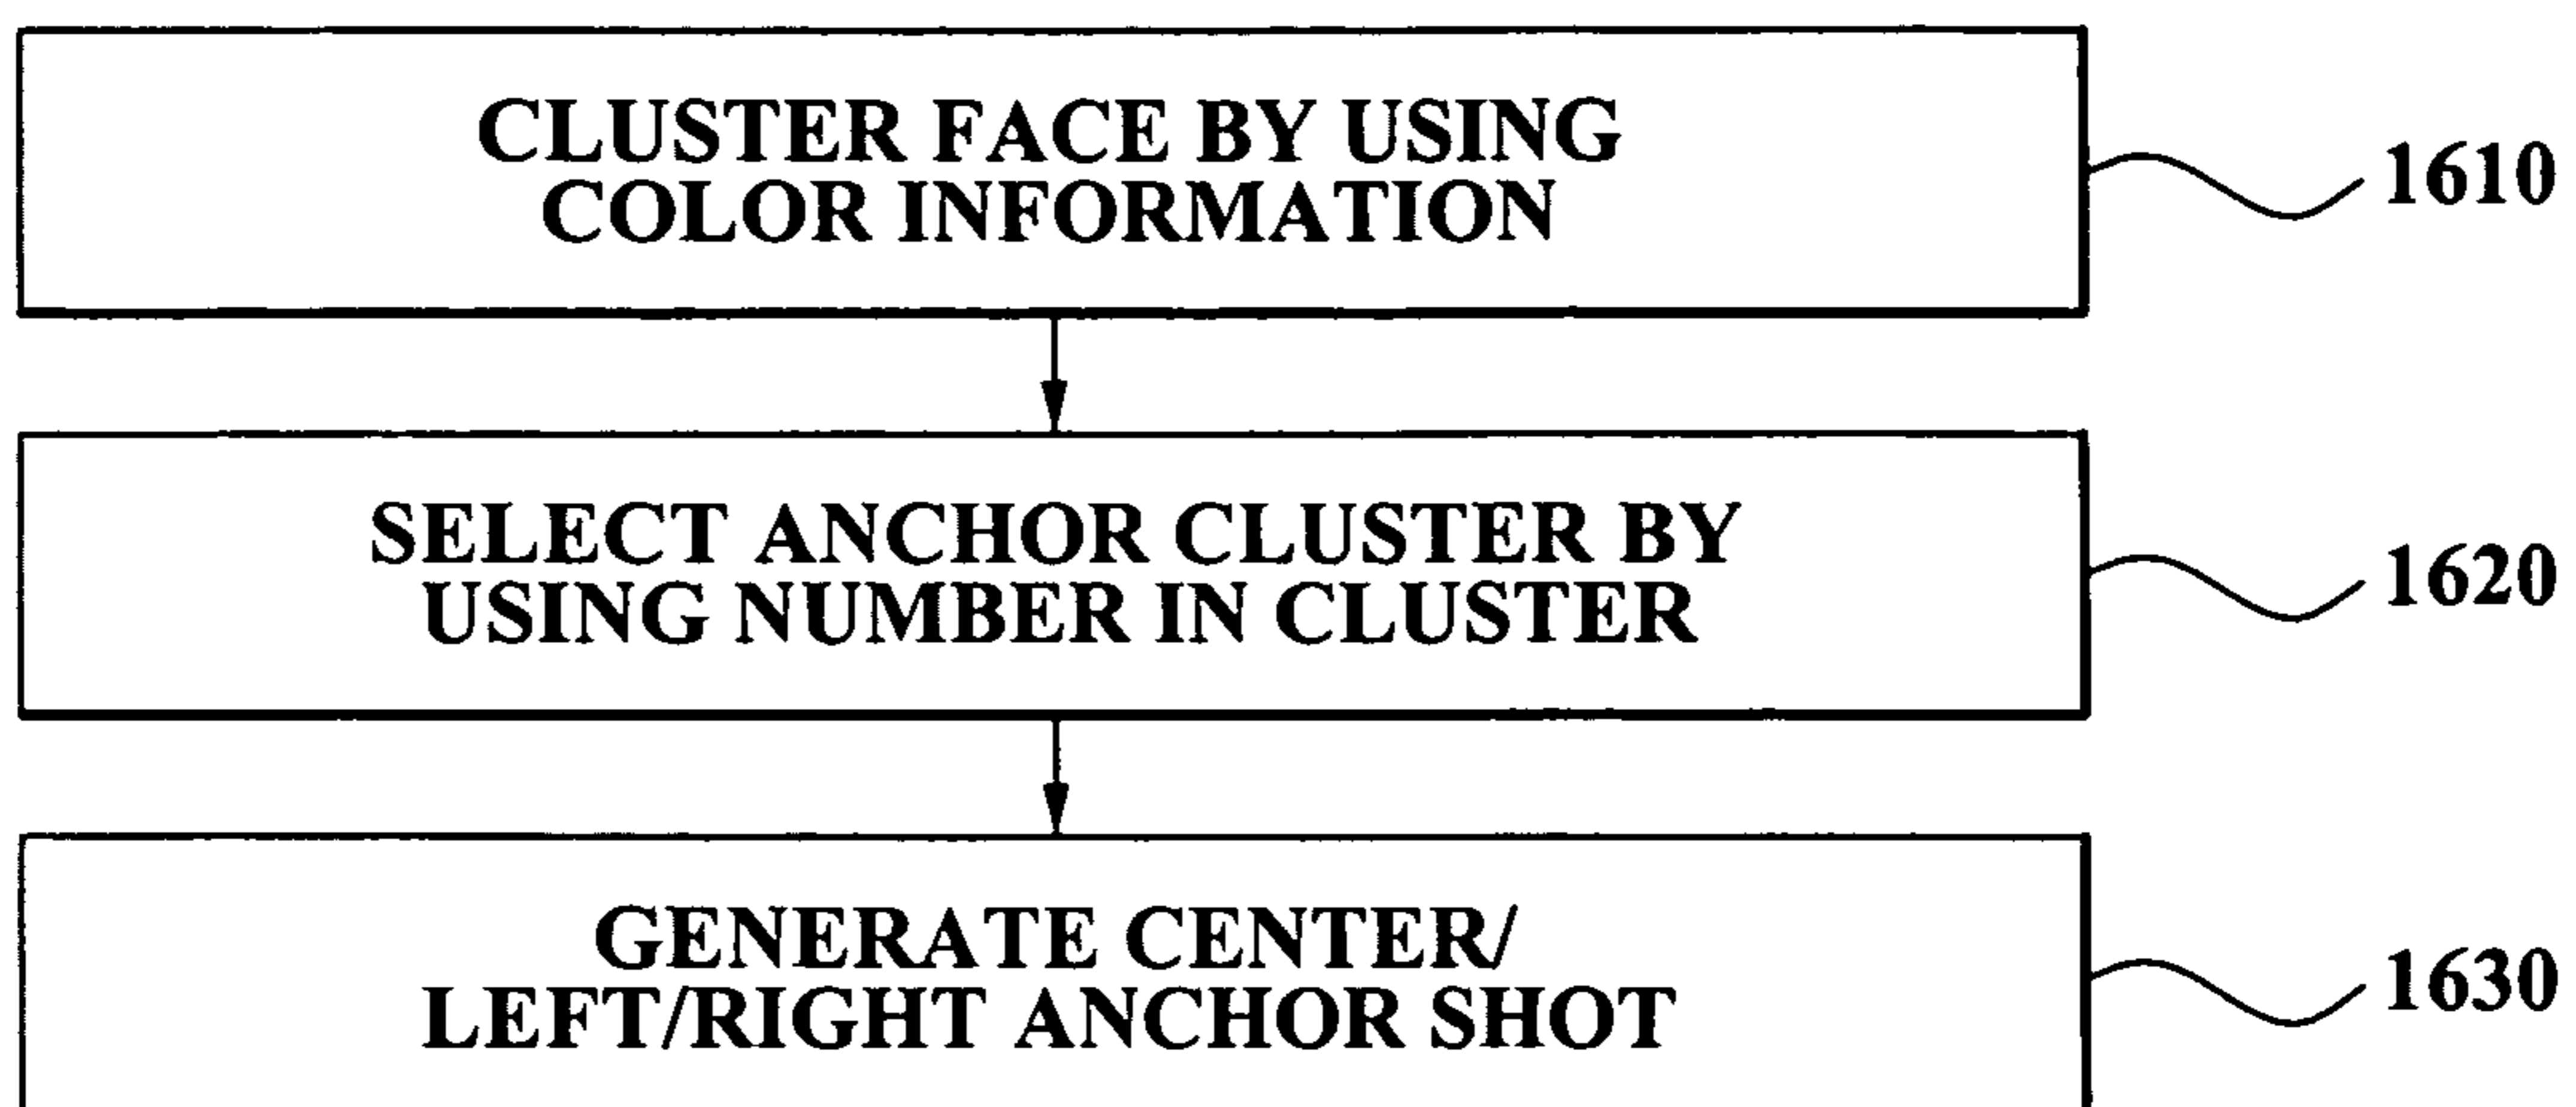 CLUSTER FACE BY USING
COLOR INFORMATION
1610
SELECT ANCHOR CLUSTER BY
USING NUMBER IN CLUSTER
1620
GENERATE CENTER/
LEFT/RIGHT ANCHOR SHOT
1630